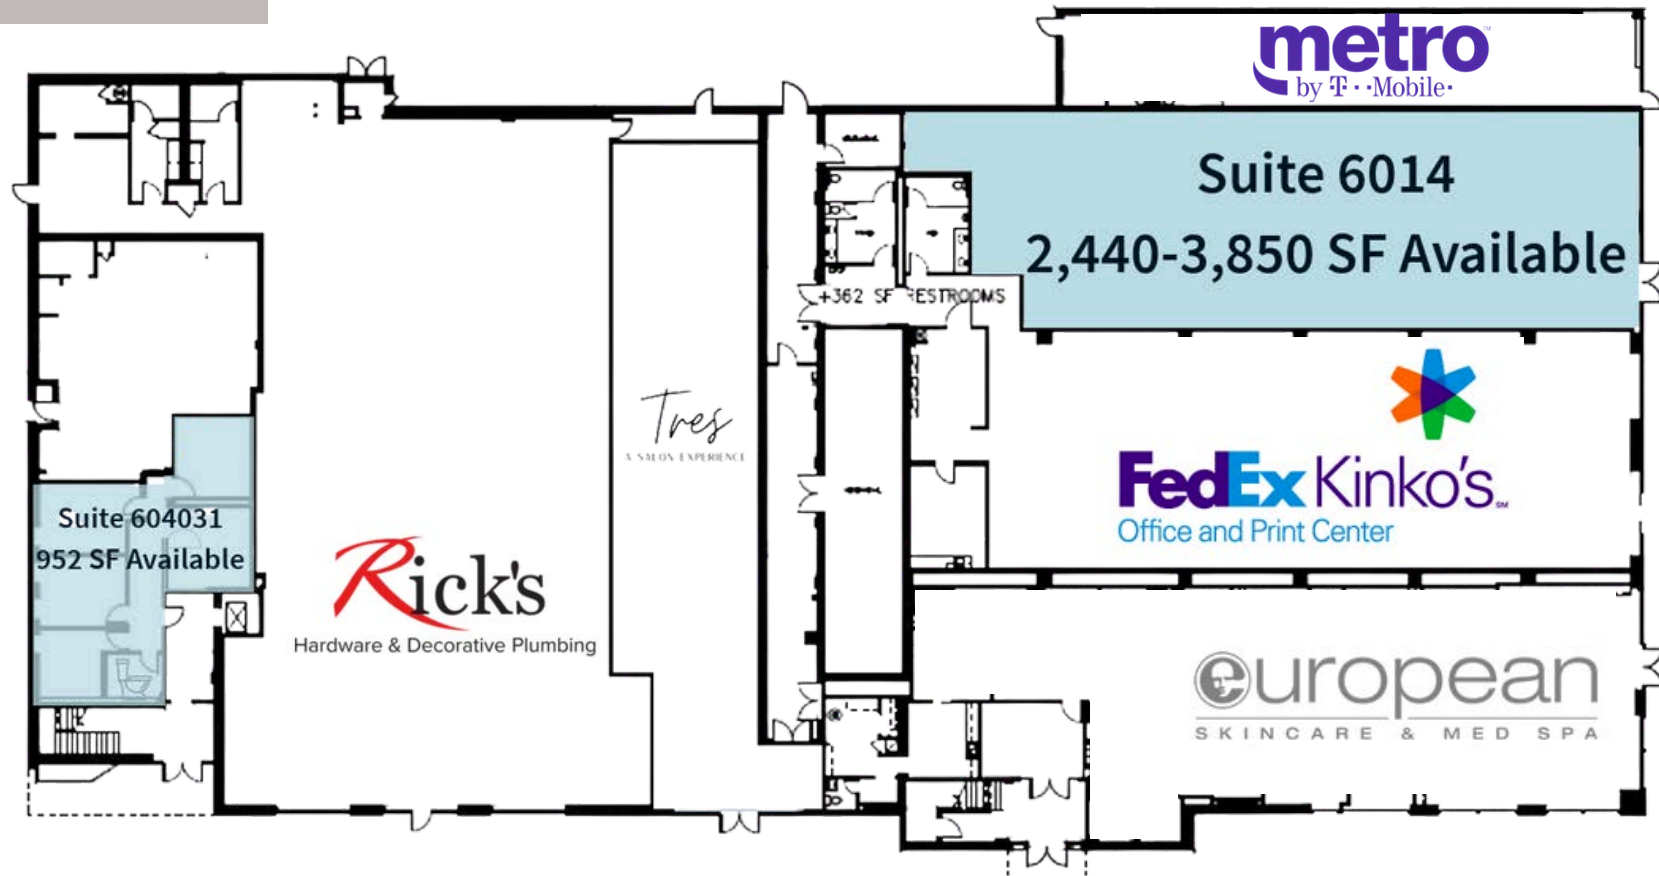 metro
by T··Mobile·
Suite 6014
2,440-3,850 SF Available
+362 SF RESTROOMS
Tres
A SALON EXPERIENCE
FedEx Kinko's
Office and Print Center
Suite 604031
952 SF Available
Rick's
Hardware & Decorative Plumbing
european
SKINCARE & MED SPA